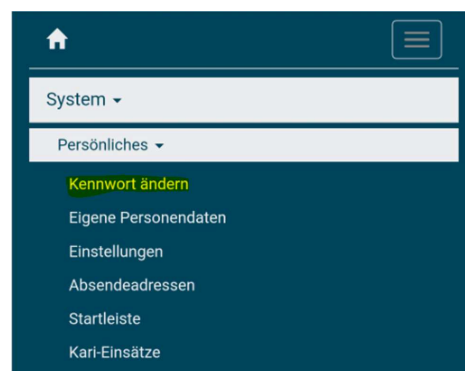 System
Persönliches
Kennwort ändern
Eigene Personendaten
Einstellungen
Absendeadressen
Startleiste
Kari-Einsätze